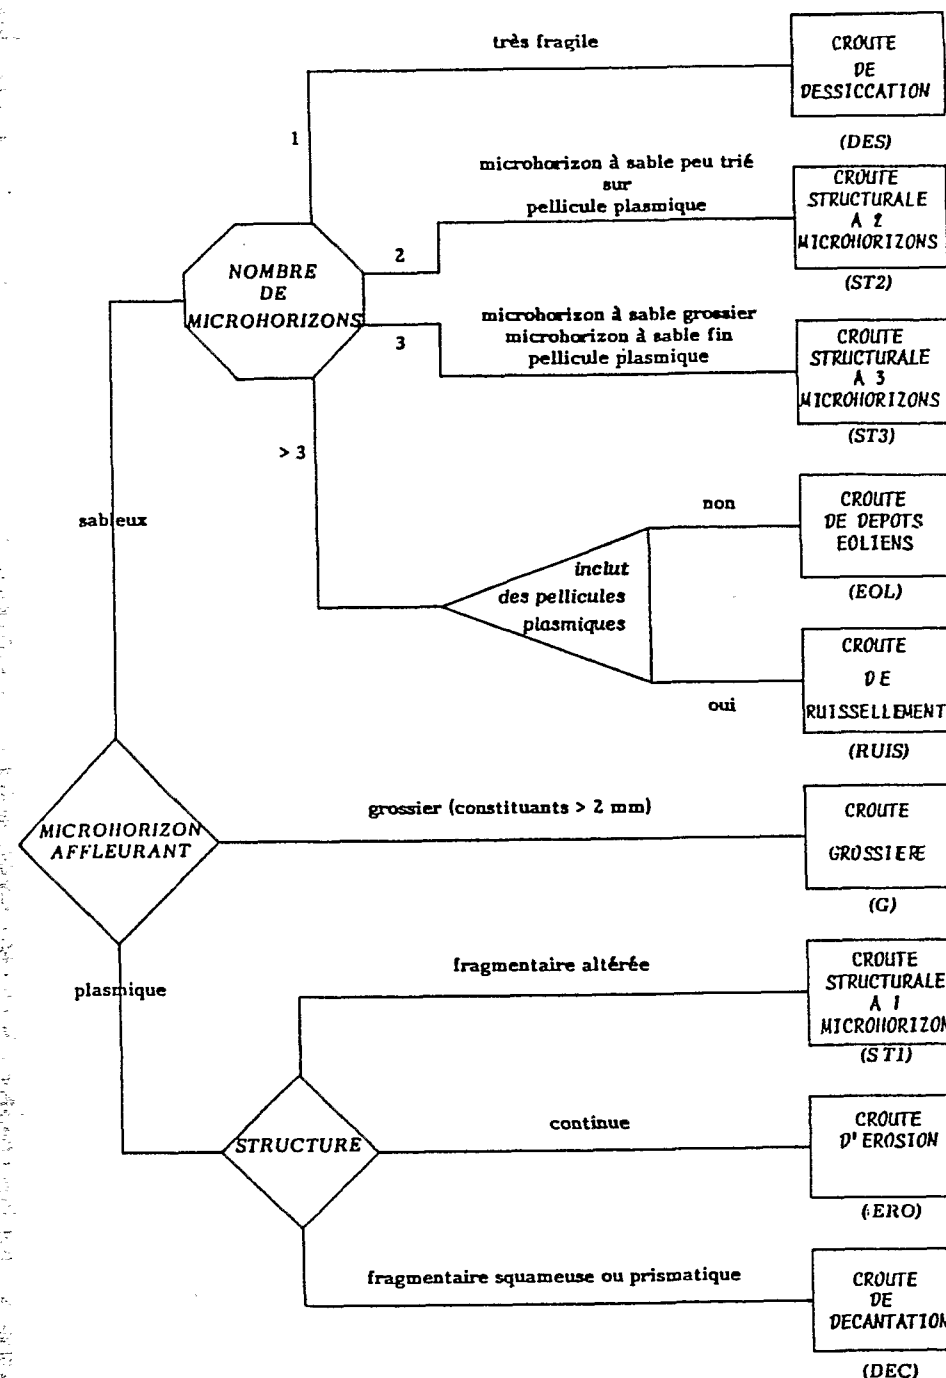 très fragile
CROUTE
DE
DESSICCATION
(DES)
1
microhorizon à sable peu trié
sur
pellicule plasmique
CROUTE
STRUCTURALE
A 2
MICROHORIZONS
(ST2)
2
NOMBRE
DE
MICROHORIZONS
microhorizon à sable grossier
microhorizon à sable fin
pellicule plasmique
3
CROUTE
STRUCTURALE
A 3
MICROHORIZONS
(ST3)
> 3
sableux
non
CROUTE
DE DEPOTS
EOLIENS
(EOL)
inclut
des pellicules
plasmiques
oui
CROUTE
DE
RUISSELLEMENT
(RUIS)
MICROHORIZON
AFFLEURANT
grossier (constituants > 2 mm)
CROUTE
GROSSIERE
(G)
plasmique
fragmentaire altérée
CROUTE
STRUCTURALE
A 1
MICROHORIZON
(ST1)
STRUCTURE
continue
CROUTE
D'EROSION
(ERO)
fragmentaire squameuse ou prismatique
CROUTE
DE
DECANTATION
(DEC)